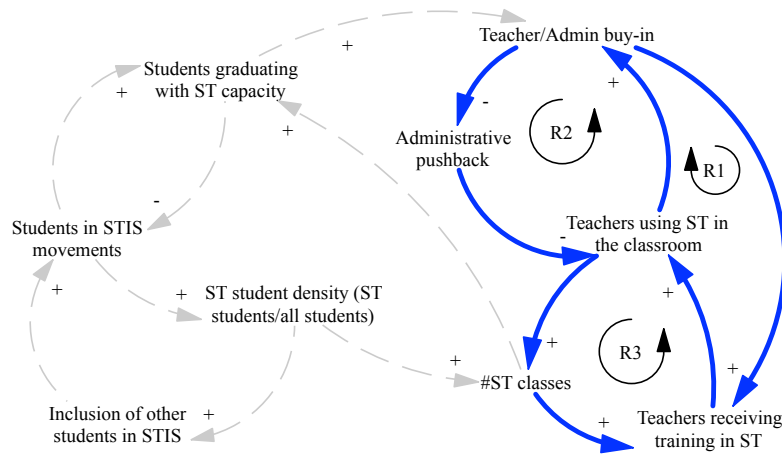 Teacher/Admin buy-in
+
+
Students graduating
with ST capacity
+
+
-
Administrative
pushback
R2
R1
-
Students in STIS
movements
Teachers using ST in
the classroom
-
+
+
ST student density (ST
students/all students)
+
+
+
R3
+
+
#ST classes
Inclusion of other
students in STIS
+
+
Teachers receiving
training in ST